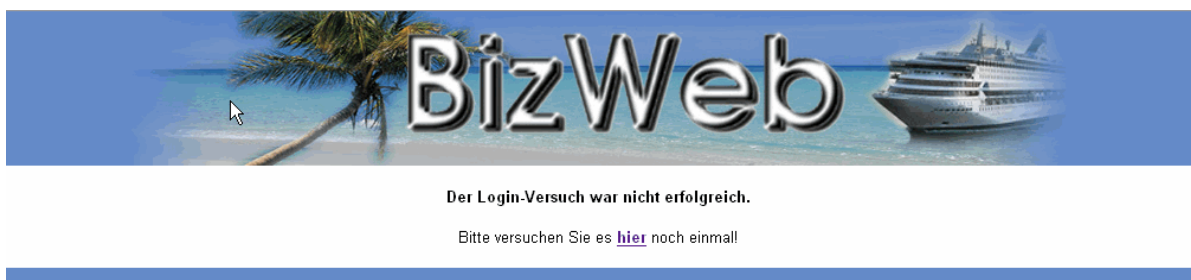 BizWeb
Der Login-Versuch war nicht erfolgreich.
Bitte versuchen Sie es hier noch einmal!